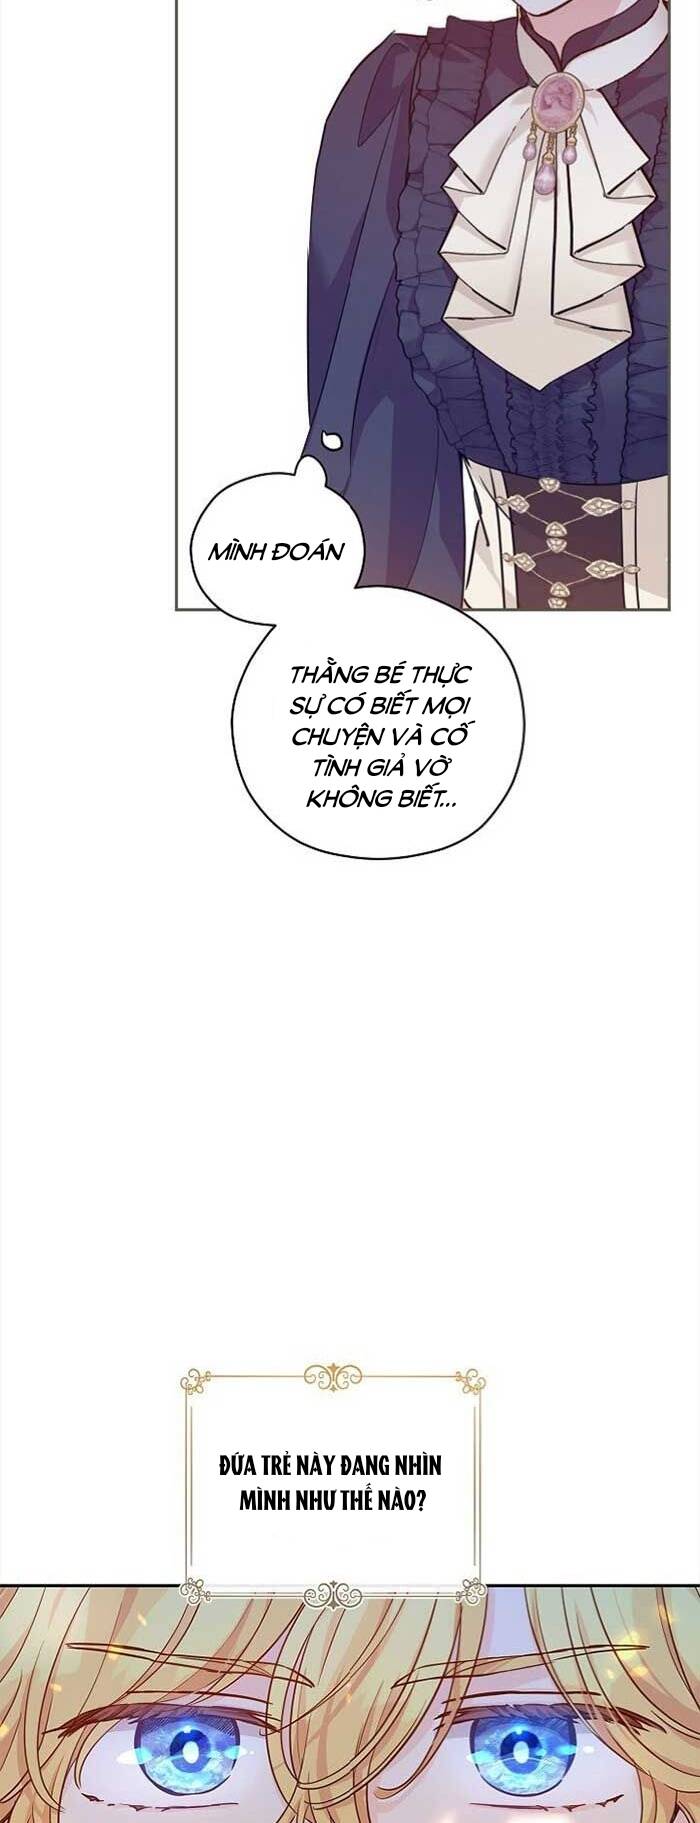 MÌNH ĐOÁN
THẰNG BÉ THỰC
SỰ CÓ BIẾT MỌI
CHUYỆN VÀ CỐ
TÌNH GIẢ VỜ
KHÔNG BIẾT...
ĐỨA TRẺ NÀY ĐANG NHÌN
MÌNH NHƯ THẾ NÀO?